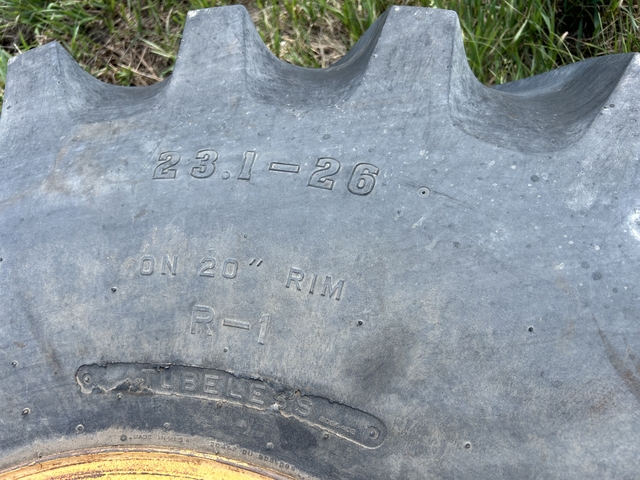 23.1-26
ON 20" RIM
R-1
TUBELESS